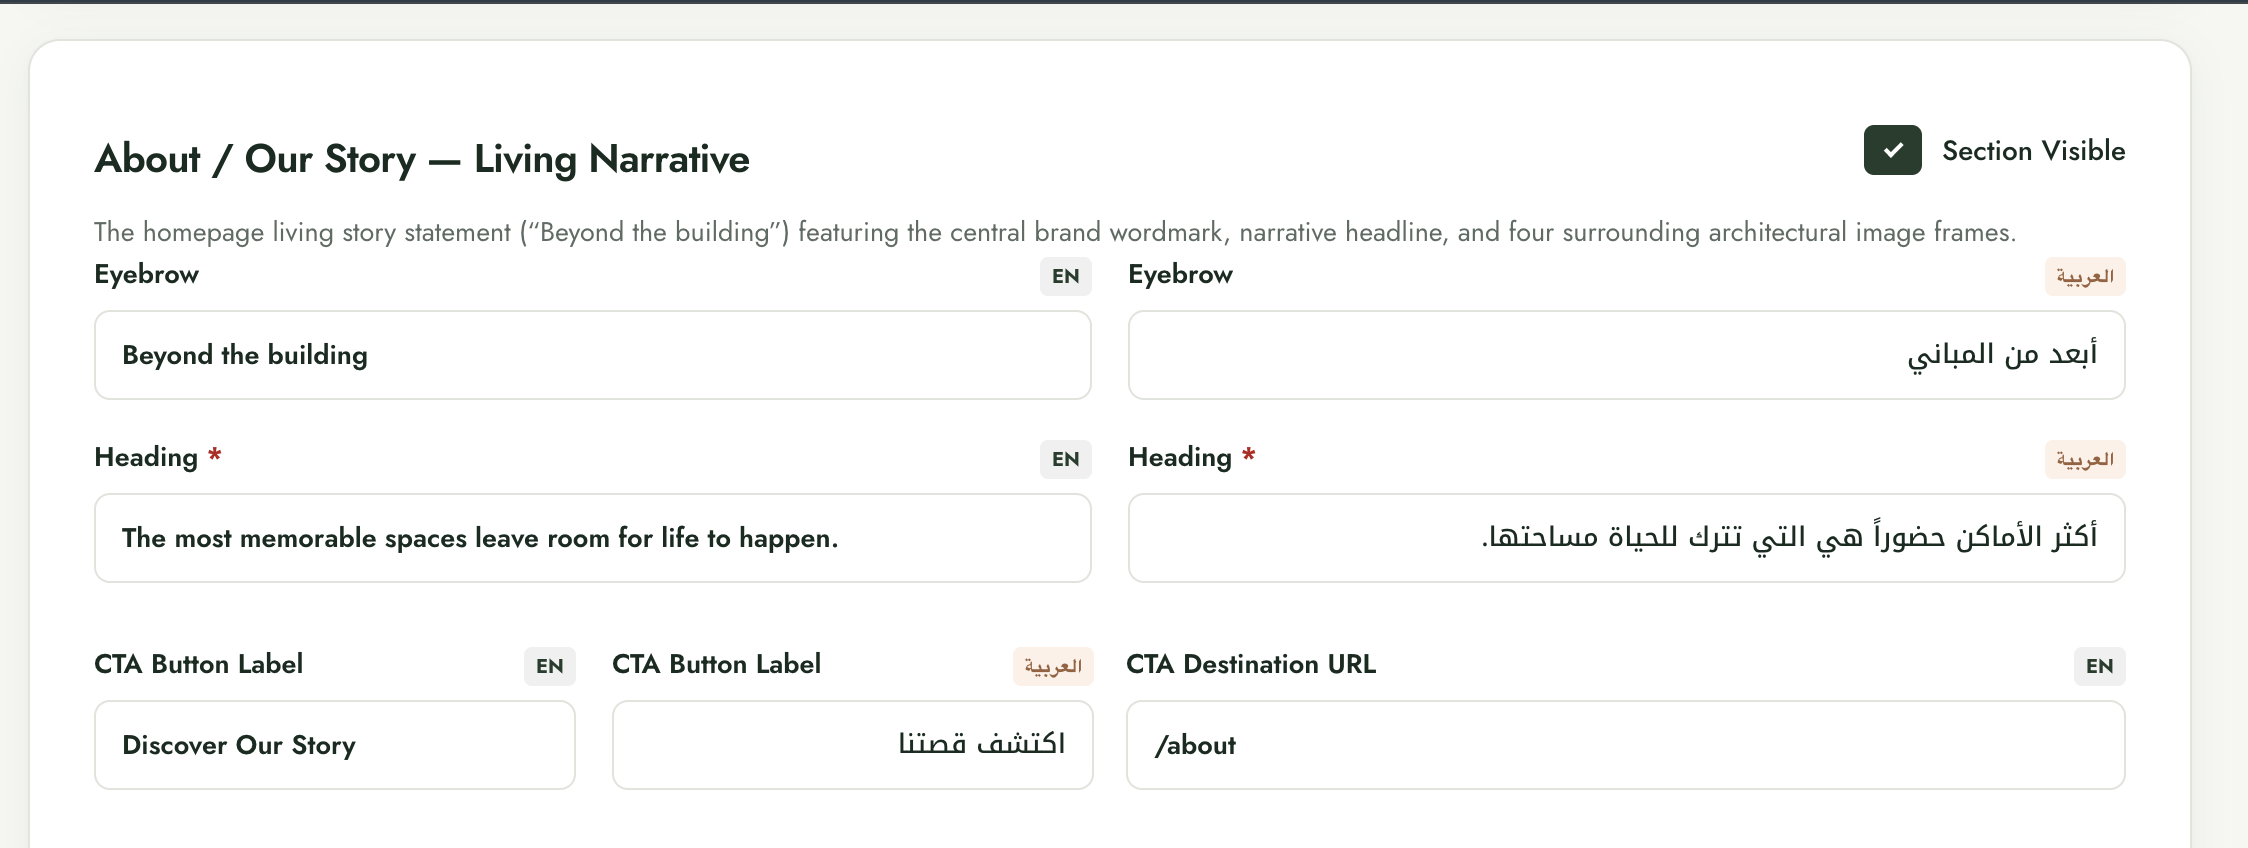 About / Our Story — Living Narrative
Section Visible
The homepage living story statement (“Beyond the building”) featuring the central brand wordmark, narrative headline, and four surrounding architectural image frames.
Eyebrow EN
Eyebrow العربية
Beyond the building
أبعد من المباني
Heading * EN
Heading * العربية
The most memorable spaces leave room for life to happen.
أكثر الأماكن حضوراً هي التي تترك للحياة مساحتها.
CTA Button Label EN
CTA Button Label العربية
CTA Destination URL EN
Discover Our Story
اكتشف قصتنا
/about